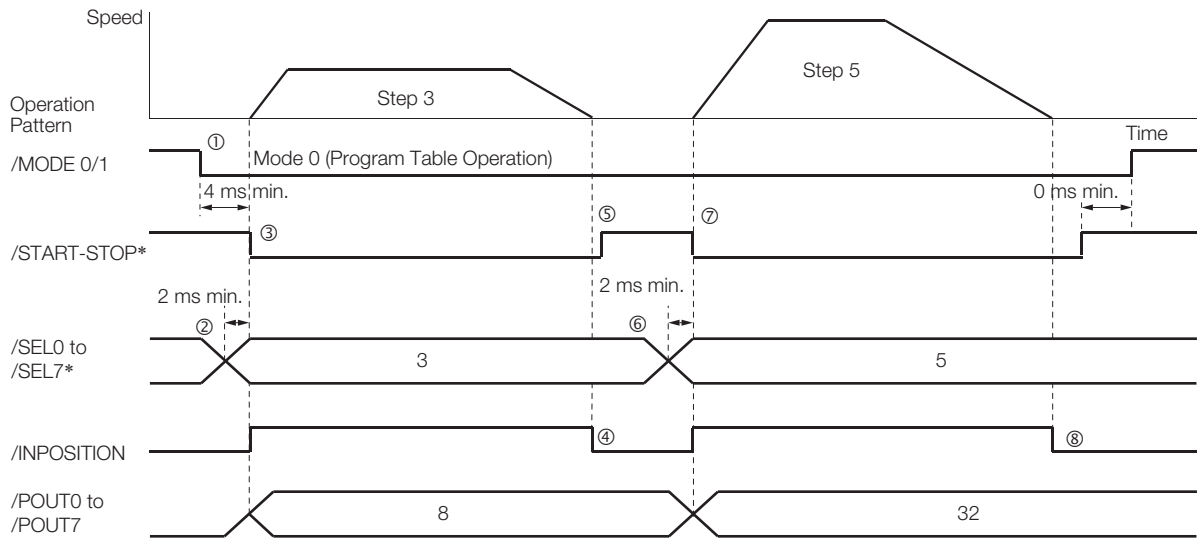 Speed
Step 3
Step 5
Operation
Pattern
Time
①
/MODE 0/1
Mode 0 (Program Table Operation)
4 ms min.
0 ms min.
③
⑤
⑦
/START-STOP*
2 ms min.
2 ms min.
②
⑥
/SEL0 to
/SEL7*
3
5
/INPOSITION
④
⑧
/POUT0 to
/POUT7
8
32